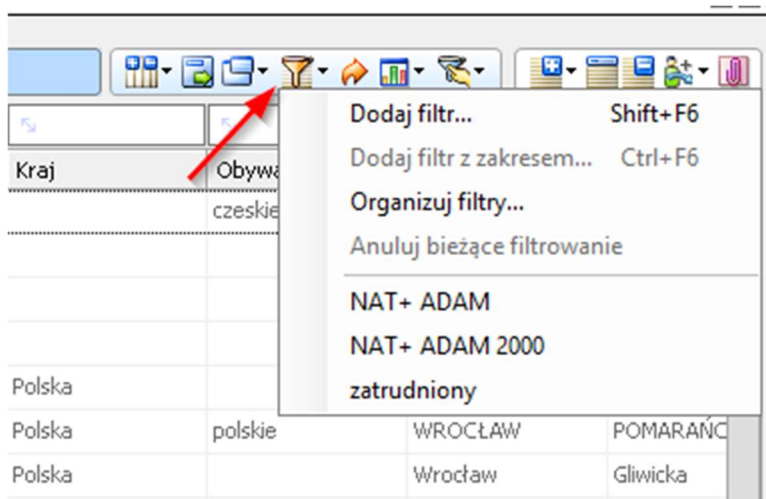 Dodaj filtr... Shift+F6
Dodaj filtr z zakresem... Ctrl+F6
Organizuj filtry...
Anuluj bieżące filtrowanie
NAT+ ADAM
NAT+ ADAM 2000
zatrudniony
Kraj
czeskie
Polska
Polska polskie WROCŁAW
Polska Wrocław Gliwicka